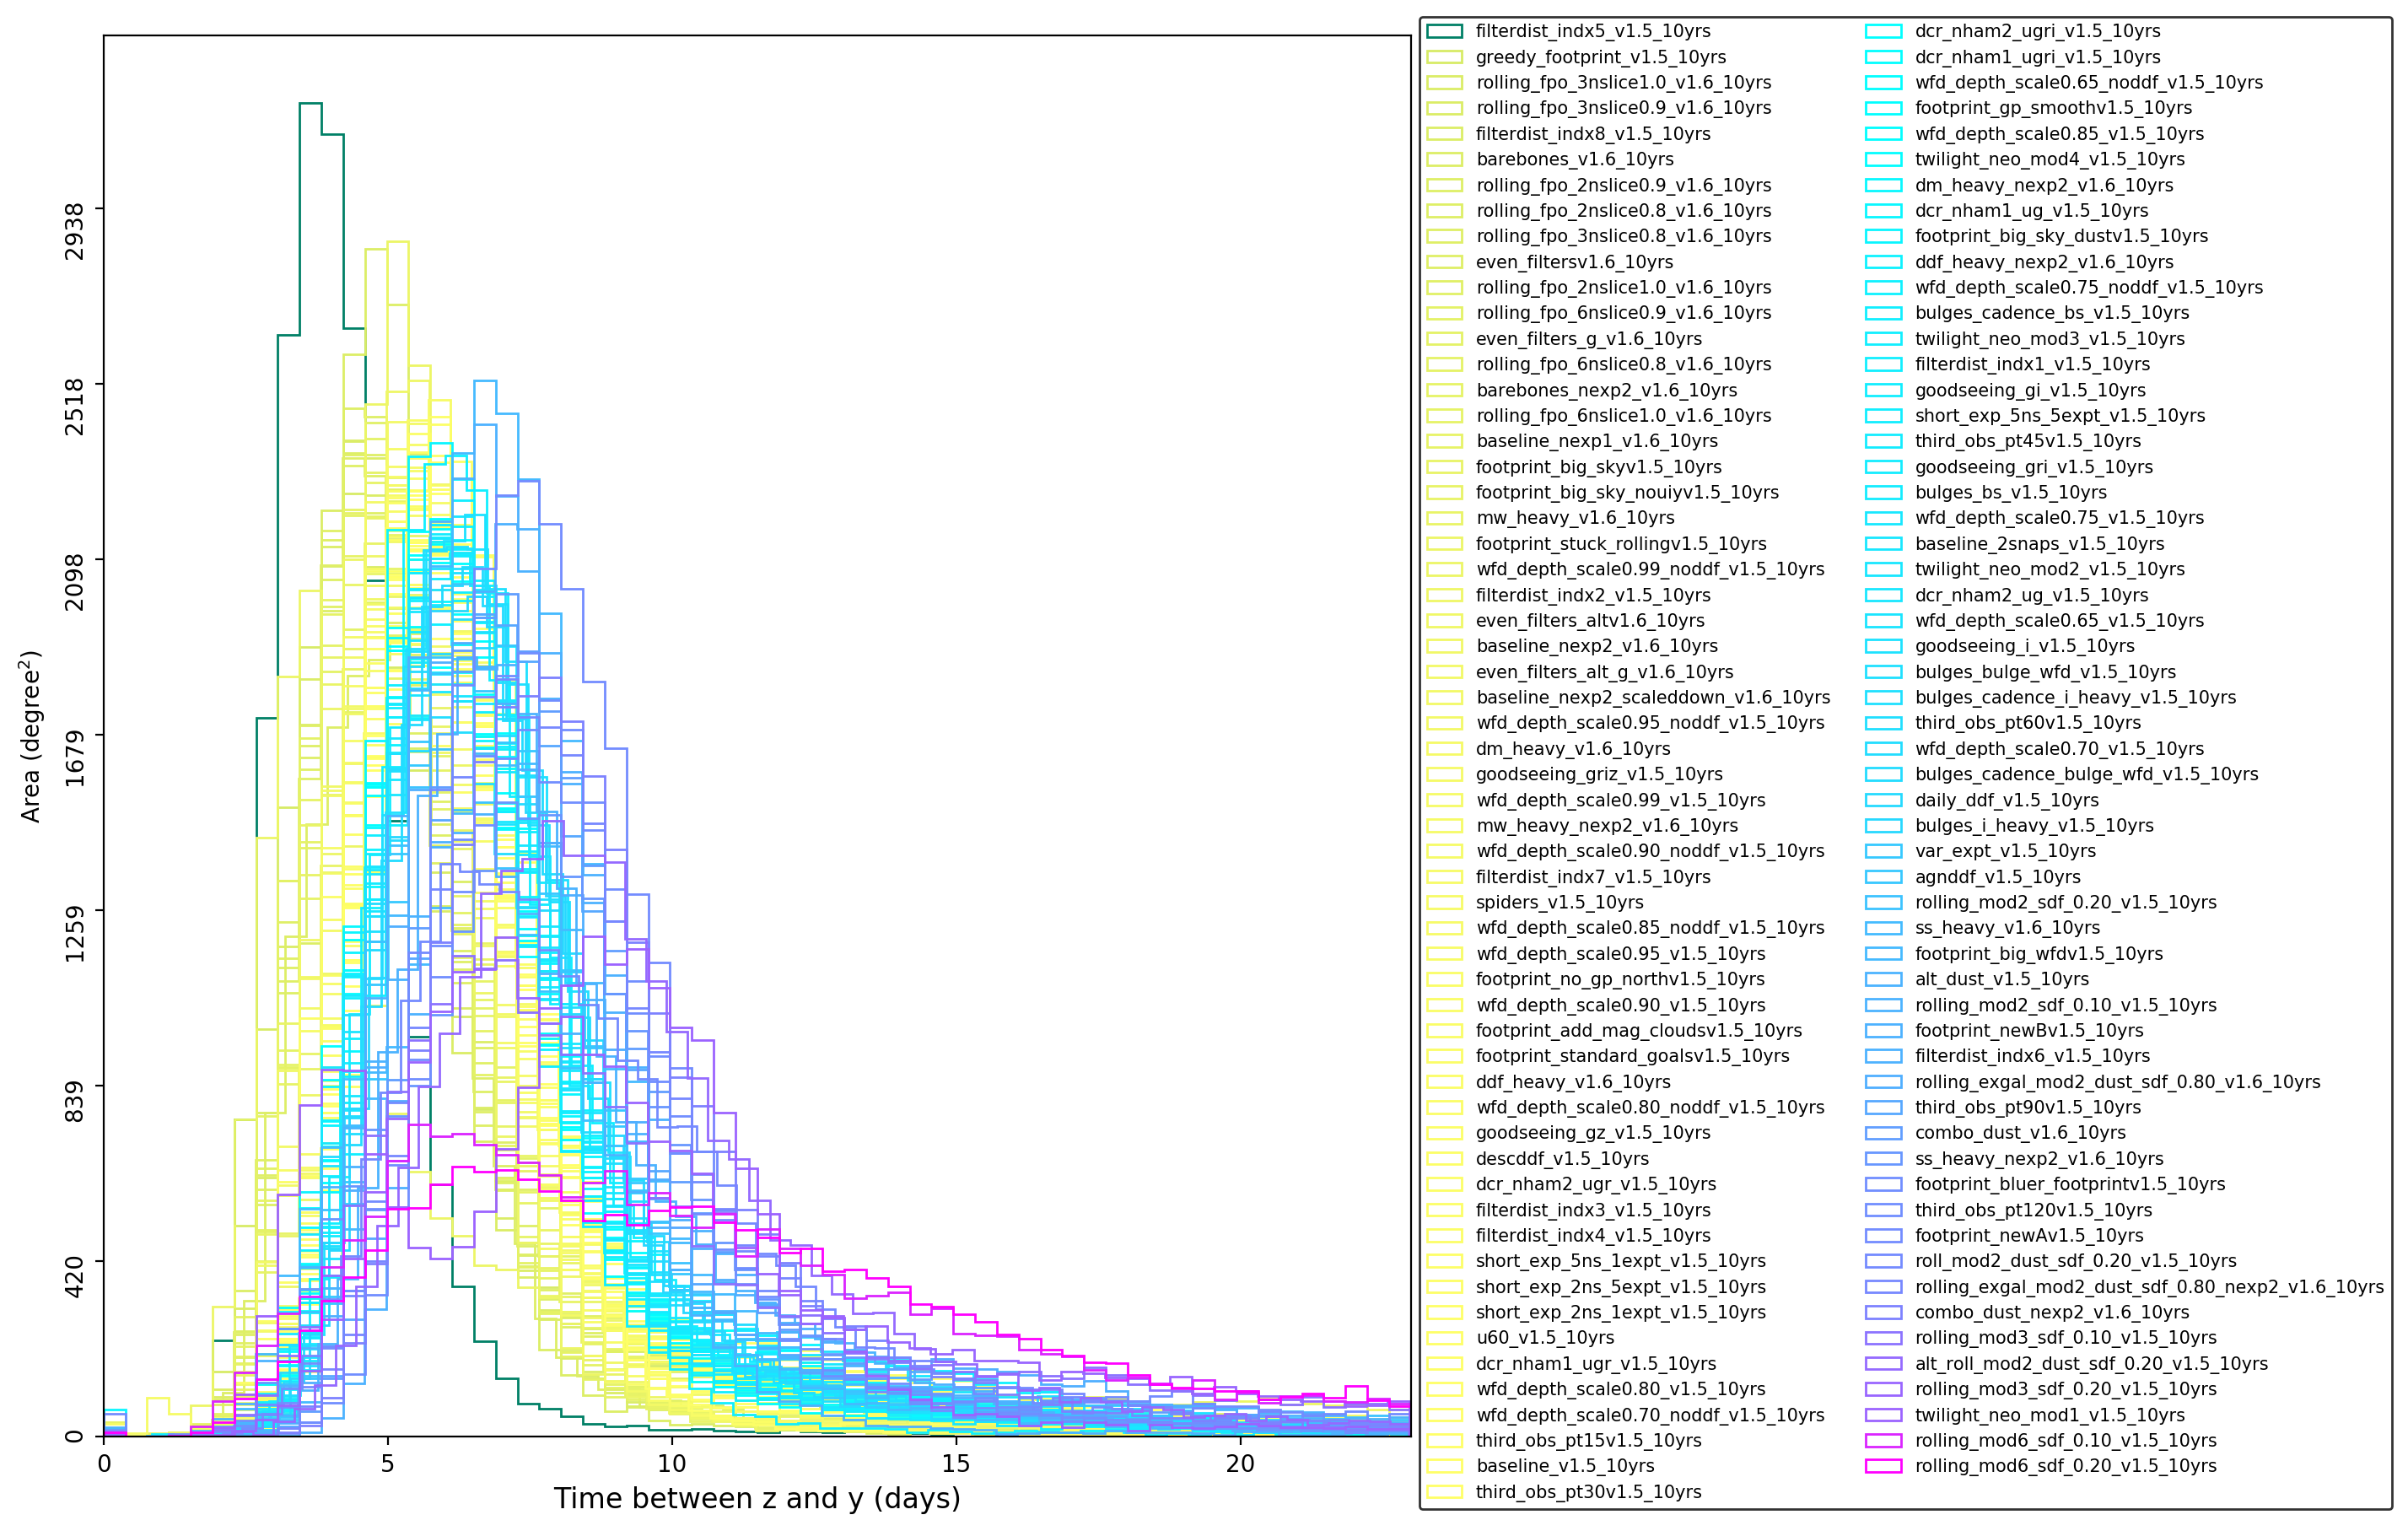 2938
2518
2098
1679
1259
839
420
0
Area (degree²)
0 5 10 15 20
Time between z and y (days)
filterdist_indx5_v1.5_10yrs
greedy_footprint_v1.5_10yrs
rolling_fpo_3nslice1.0_v1.6_10yrs
rolling_fpo_3nslice0.9_v1.6_10yrs
filterdist_indx8_v1.5_10yrs
barebones_v1.6_10yrs
rolling_fpo_2nslice0.9_v1.6_10yrs
rolling_fpo_2nslice0.8_v1.6_10yrs
rolling_fpo_3nslice0.8_v1.6_10yrs
even_filtersv1.6_10yrs
rolling_fpo_2nslice1.0_v1.6_10yrs
rolling_fpo_6nslice0.9_v1.6_10yrs
even_filters_g_v1.6_10yrs
rolling_fpo_6nslice0.8_v1.6_10yrs
barebones_nexp2_v1.6_10yrs
rolling_fpo_6nslice1.0_v1.6_10yrs
baseline_nexp1_v1.6_10yrs
footprint_big_skyv1.5_10yrs
footprint_big_sky_nouiyv1.5_10yrs
mw_heavy_v1.6_10yrs
footprint_stuck_rollingv1.5_10yrs
wfd_depth_scale0.99_noddf_v1.5_10yrs
filterdist_indx2_v1.5_10yrs
even_filters_altv1.6_10yrs
baseline_nexp2_v1.6_10yrs
even_filters_alt_g_v1.6_10yrs
baseline_nexp2_scaleddown_v1.6_10yrs
wfd_depth_scale0.95_noddf_v1.5_10yrs
dm_heavy_v1.6_10yrs
goodseeing_griz_v1.5_10yrs
wfd_depth_scale0.99_v1.5_10yrs
mw_heavy_nexp2_v1.6_10yrs
wfd_depth_scale0.90_noddf_v1.5_10yrs
filterdist_indx7_v1.5_10yrs
spiders_v1.5_10yrs
wfd_depth_scale0.85_noddf_v1.5_10yrs
wfd_depth_scale0.95_v1.5_10yrs
footprint_no_gp_northv1.5_10yrs
wfd_depth_scale0.90_v1.5_10yrs
footprint_add_mag_cloudsv1.5_10yrs
footprint_standard_goalsv1.5_10yrs
ddf_heavy_v1.6_10yrs
wfd_depth_scale0.80_noddf_v1.5_10yrs
goodseeing_gz_v1.5_10yrs
descddf_v1.5_10yrs
dcr_nham2_ugr_v1.5_10yrs
filterdist_indx3_v1.5_10yrs
filterdist_indx4_v1.5_10yrs
short_exp_5ns_1expt_v1.5_10yrs
short_exp_2ns_5expt_v1.5_10yrs
short_exp_2ns_1expt_v1.5_10yrs
u60_v1.5_10yrs
dcr_nham1_ugr_v1.5_10yrs
wfd_depth_scale0.80_v1.5_10yrs
wfd_depth_scale0.70_noddf_v1.5_10yrs
third_obs_pt15v1.5_10yrs
baseline_v1.5_10yrs
third_obs_pt30v1.5_10yrs
dcr_nham2_ugri_v1.5_10yrs
dcr_nham1_ugri_v1.5_10yrs
wfd_depth_scale0.65_noddf_v1.5_10yrs
footprint_gp_smoothv1.5_10yrs
wfd_depth_scale0.85_v1.5_10yrs
twilight_neo_mod4_v1.5_10yrs
dm_heavy_nexp2_v1.6_10yrs
dcr_nham1_ug_v1.5_10yrs
footprint_big_sky_dustv1.5_10yrs
ddf_heavy_nexp2_v1.6_10yrs
wfd_depth_scale0.75_noddf_v1.5_10yrs
bulges_cadence_bs_v1.5_10yrs
twilight_neo_mod3_v1.5_10yrs
filterdist_indx1_v1.5_10yrs
goodseeing_gi_v1.5_10yrs
short_exp_5ns_5expt_v1.5_10yrs
third_obs_pt45v1.5_10yrs
goodseeing_gri_v1.5_10yrs
bulges_bs_v1.5_10yrs
wfd_depth_scale0.75_v1.5_10yrs
baseline_2snaps_v1.5_10yrs
twilight_neo_mod2_v1.5_10yrs
dcr_nham2_ug_v1.5_10yrs
wfd_depth_scale0.65_v1.5_10yrs
goodseeing_i_v1.5_10yrs
bulges_bulge_wfd_v1.5_10yrs
bulges_cadence_i_heavy_v1.5_10yrs
third_obs_pt60v1.5_10yrs
wfd_depth_scale0.70_v1.5_10yrs
bulges_cadence_bulge_wfd_v1.5_10yrs
daily_ddf_v1.5_10yrs
bulges_i_heavy_v1.5_10yrs
var_expt_v1.5_10yrs
agnddf_v1.5_10yrs
rolling_mod2_sdf_0.20_v1.5_10yrs
ss_heavy_v1.6_10yrs
footprint_big_wfdv1.5_10yrs
alt_dust_v1.5_10yrs
rolling_mod2_sdf_0.10_v1.5_10yrs
footprint_newBv1.5_10yrs
filterdist_indx6_v1.5_10yrs
rolling_exgal_mod2_dust_sdf_0.80_v1.6_10yrs
third_obs_pt90v1.5_10yrs
combo_dust_v1.6_10yrs
ss_heavy_nexp2_v1.6_10yrs
footprint_bluer_footprintv1.5_10yrs
third_obs_pt120v1.5_10yrs
footprint_newAv1.5_10yrs
roll_mod2_dust_sdf_0.20_v1.5_10yrs
rolling_exgal_mod2_dust_sdf_0.80_nexp2_v1.6_10yrs
combo_dust_nexp2_v1.6_10yrs
rolling_mod3_sdf_0.10_v1.5_10yrs
alt_roll_mod2_dust_sdf_0.20_v1.5_10yrs
rolling_mod3_sdf_0.20_v1.5_10yrs
twilight_neo_mod1_v1.5_10yrs
rolling_mod6_sdf_0.10_v1.5_10yrs
rolling_mod6_sdf_0.20_v1.5_10yrs